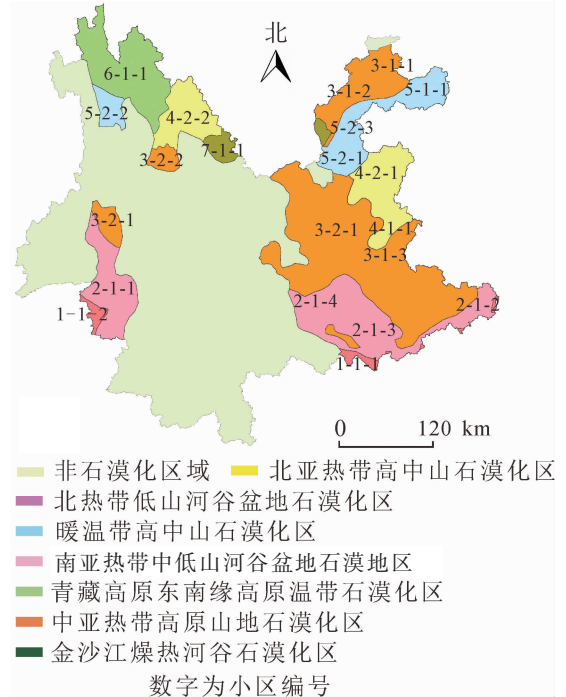 北
3-1-1
6-1-1
3-1-2
5-1-1
5-2-2
4-2-2
5-2-3
7-1-1
3-2-2
5-2-1
4-2-1
3-2-1
3-2-1
4-1-1
3-1-3
2-1-1
2-1-4
2-1-2
1-1-2
2-1-3
1-1-1
0 120 km
非石漠化区域 北亚热带高中山石漠化区
北热带低山河谷盆地石漠化区
暖温带高中山石漠化区
南亚热带中低山河谷盆地石漠地区
青藏高原东南缘高原温带石漠化区
中亚热带高原山地石漠化区
金沙江燥热河谷石漠化区
数字为小区编号